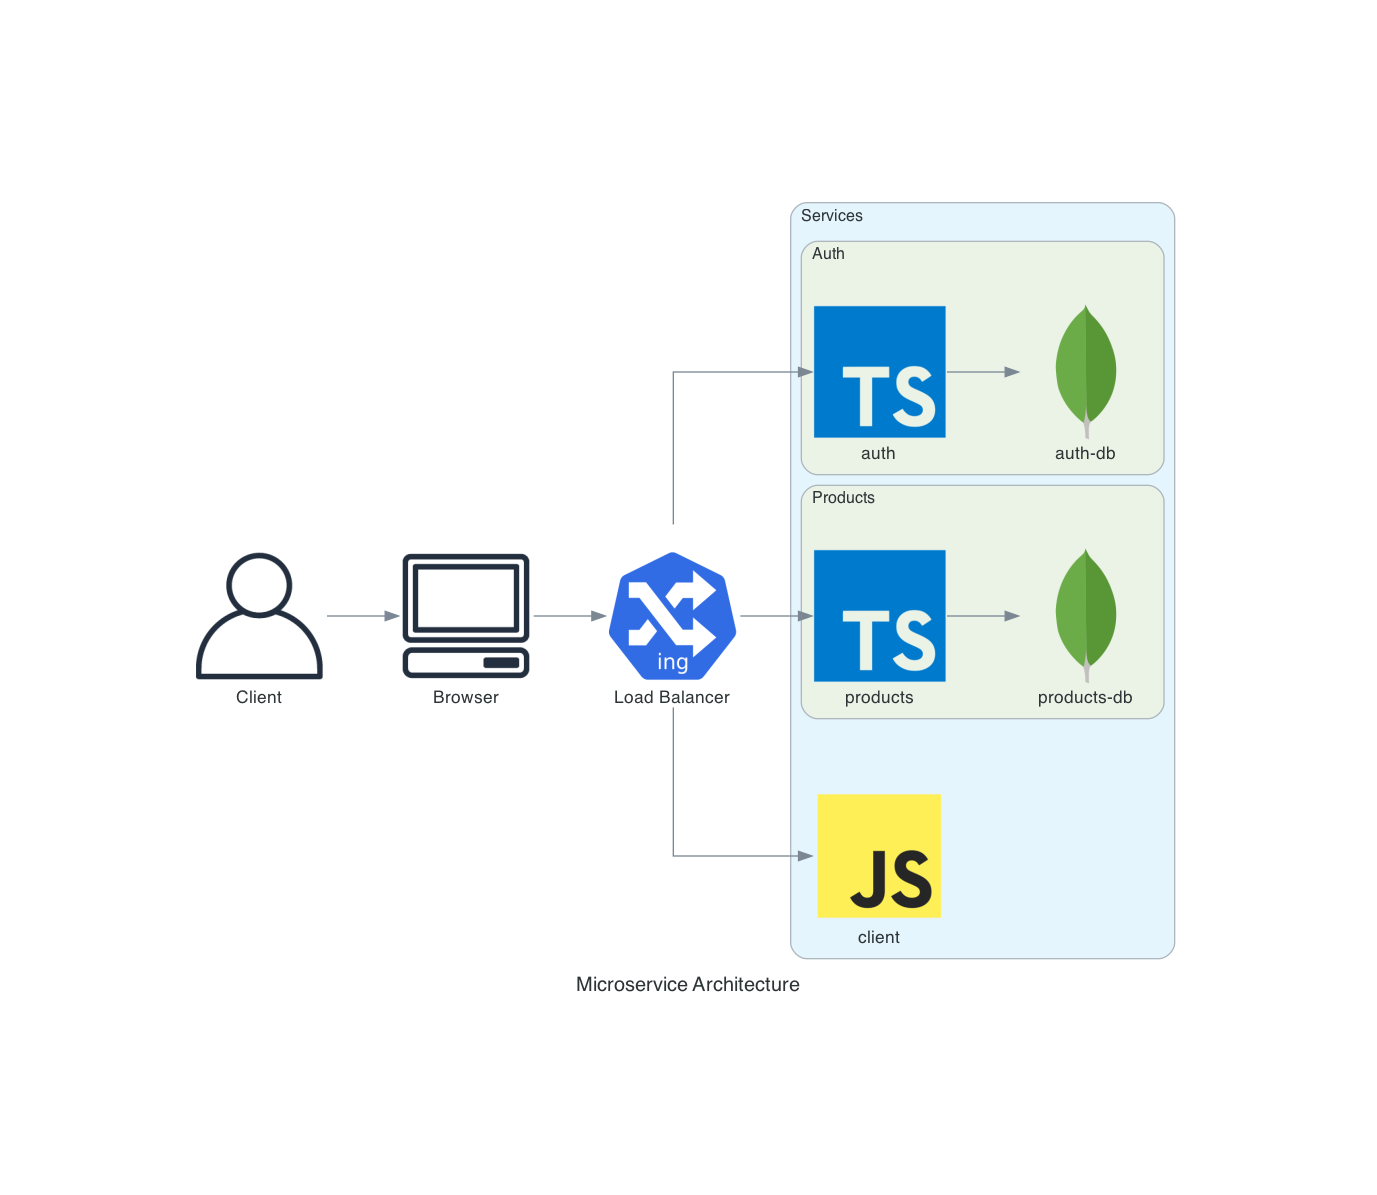 Services
Auth
TS
auth
auth-db
Products
TS
products
products-db
Client
Browser
ing
Load Balancer
JS
client
Microservice Architecture